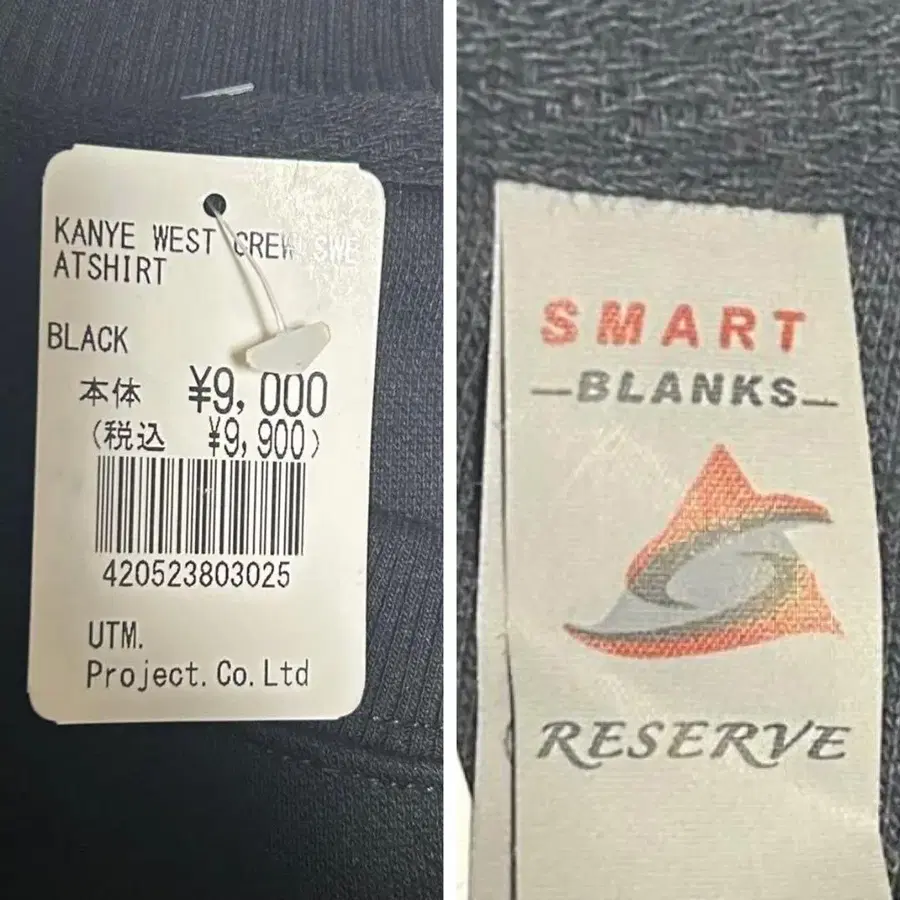 KANYE WEST CREW SWE
ATSHIRT
BLACK
本体 ¥9,000
(税込 ¥9,900)
420523803025
UTM.
Project.Co.Ltd
SMART
—BLANKS—
RESERVE